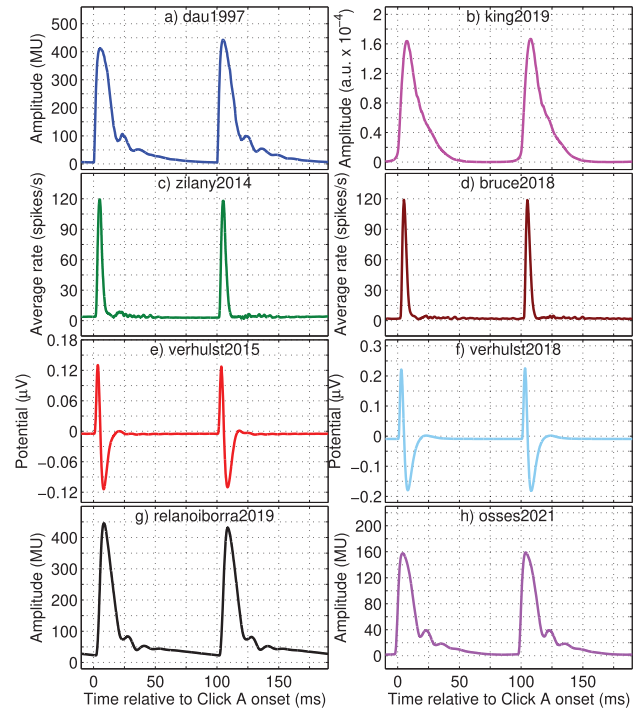 a) dau1997
Amplitude (MU)
500
400
300
200
100
0
b) king2019
Amplitude (a.u. x 10⁻⁴)
2.0
1.6
1.2
0.8
0.4
0
c) zilany2014
Average rate (spikes/s)
120
90
60
30
0
d) bruce2018
Average rate (spikes/s)
120
90
60
30
0
e) verhulst2015
Potential (μV)
0.18
0.12
0.06
0
−0.06
−0.12
f) verhulst2018
Potential (μV)
0.3
0.2
0.1
0
−0.1
−0.2
g) relanoiborra2019
Amplitude (MU)
400
300
200
100
0
0 50 100 150
Time relative to Click A onset (ms)
h) osses2021
Amplitude (MU)
200
160
120
80
40
0
0 50 100 150
Time relative to Click A onset (ms)